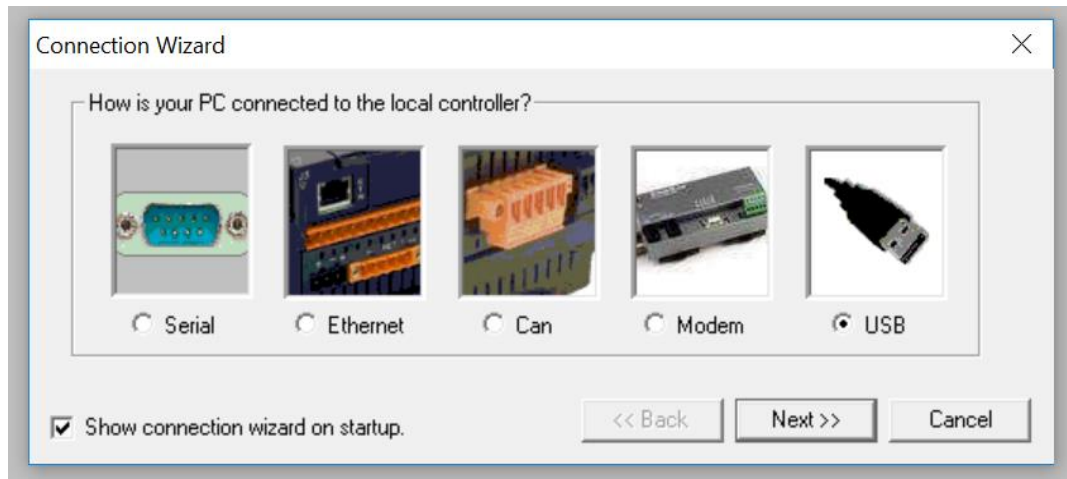 Connection Wizard
How is your PC connected to the local controller?
Serial Ethernet Can Modem USB
Show connection wizard on startup. << Back Next >> Cancel